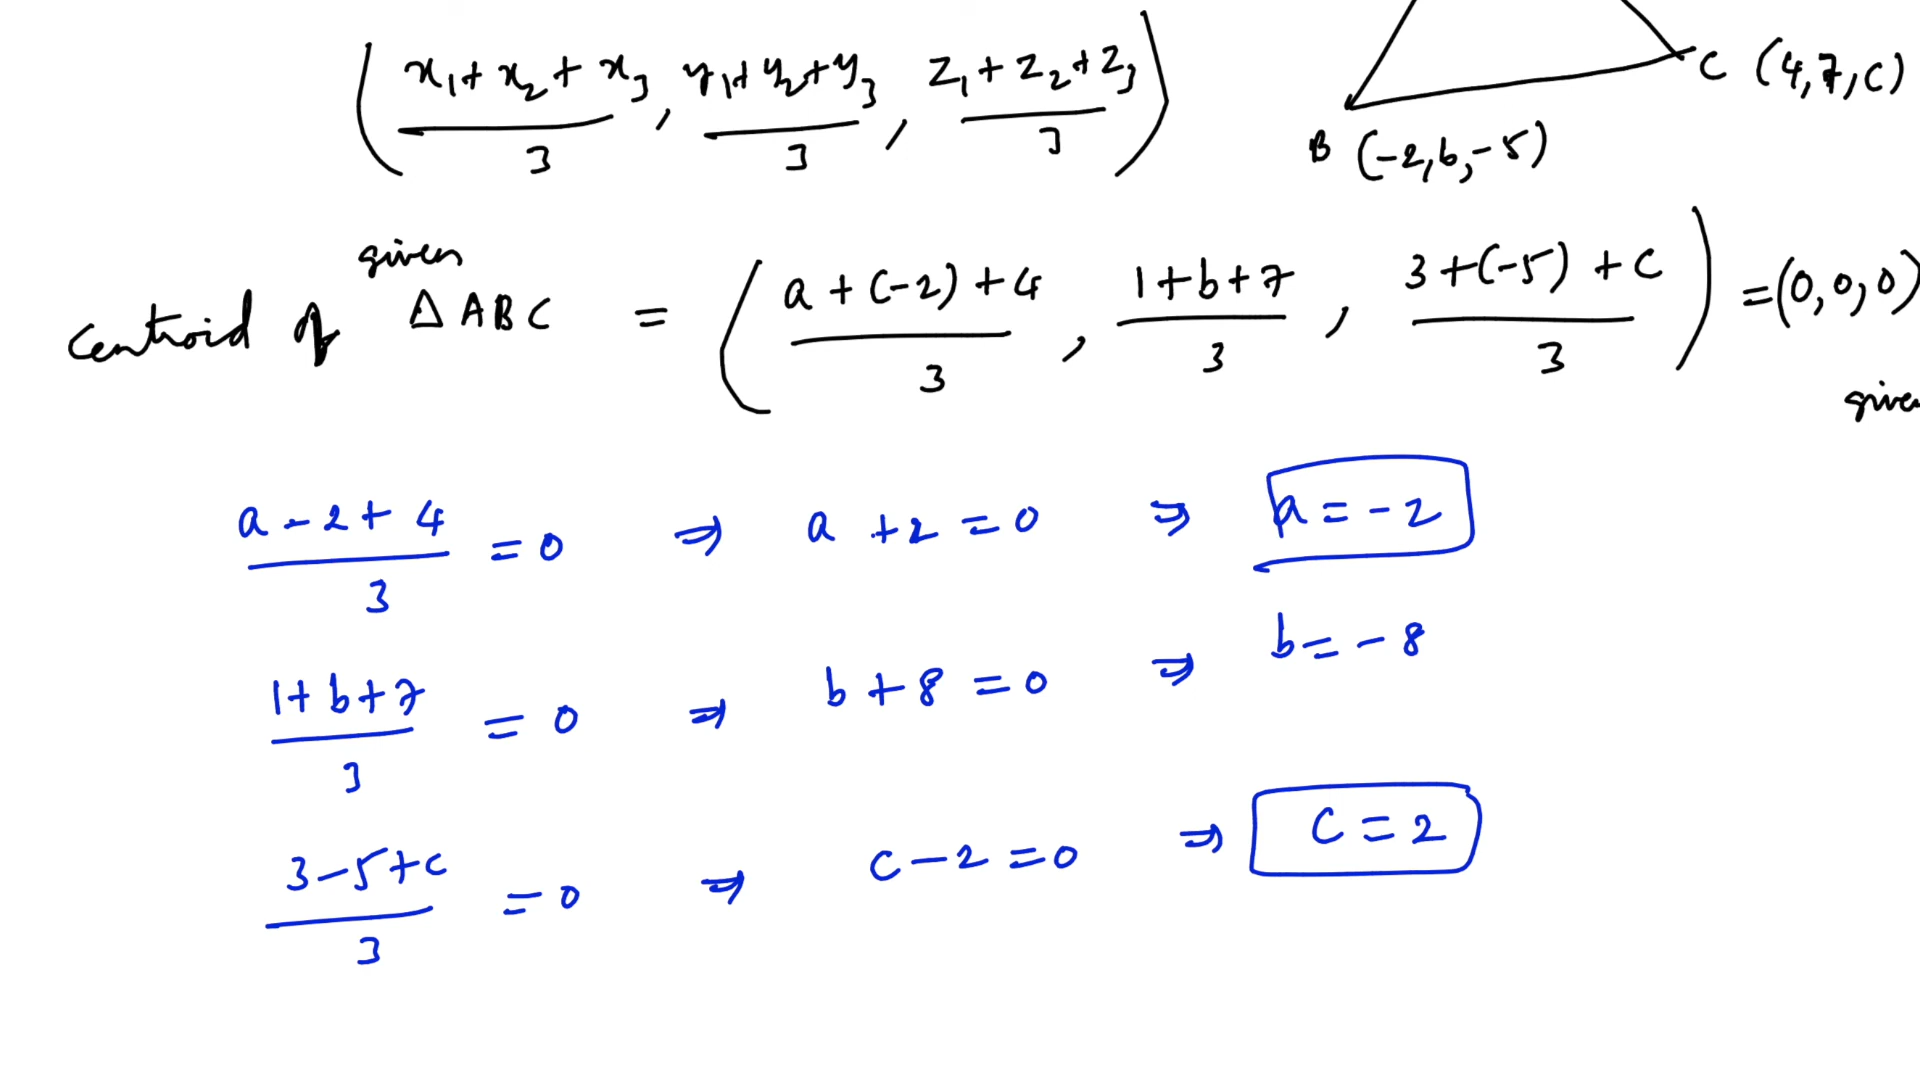 (x₁+x₂+x₃/3, y₁+y₂+y₃/3, z₁+z₂+z₃/3)
C (4,7,c)
B (-2,b,-5)
Centroid of given △ABC = (a+(-2)+4/3, 1+b+7/3, 3+(-5)+c/3) =(0,0,0)
given
a-2+4/3 = 0 ⇒ a+2=0 ⇒ a=-2
1+b+7/3 = 0 ⇒ b+8=0 ⇒ b=-8
3-5+c/3 = 0 ⇒ c-2=0 ⇒ c=2